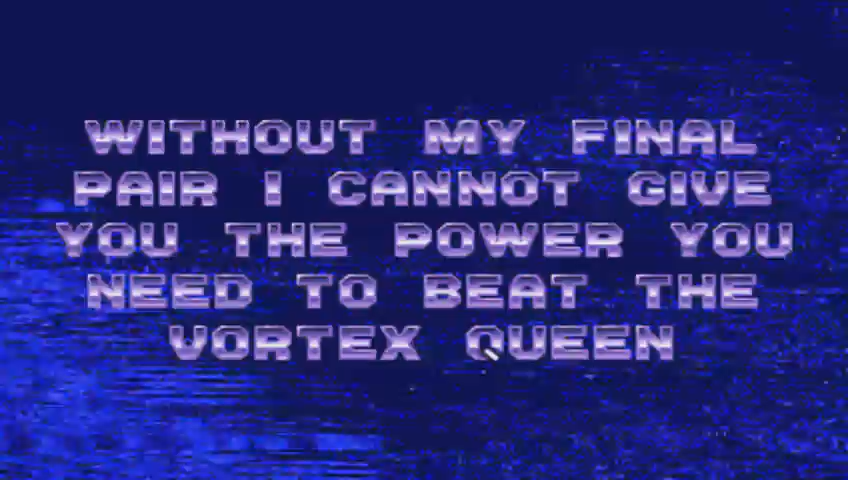 WITHOUT MY FINAL
PAIR I CANNOT GIVE
YOU THE POWER YOU
NEED TO BEAT THE
VORTEX QUEEN